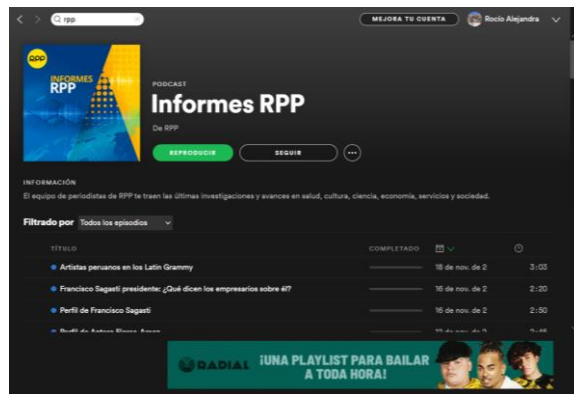 rpp
MEJORA TU CUENTA
Rocío Alejandra
RPP
INFORMES
RPP
PODCAST
Informes RPP
De RPP
REPRODUCIR
SEGUIR
INFORMACIÓN
El equipo de periodistas de RPP te traen las últimas investigaciones y avances en salud, cultura, ciencia, economía, servicios y sociedad.
Filtrado por Todos los episodios
TÍTULO COMPLETADO
Artistas peruanos en los Latin Grammy 18 de nov. de 2 3:03
Francisco Sagasti presidente: ¿Qué dicen los empresarios sobre él? 16 de nov. de 2 2:20
Perfil de Francisco Sagasti 16 de nov. de 2 2:50
Perfil de Antero Flores
RADIAL ¡UNA PLAYLIST PARA BAILAR
A TODA HORA!